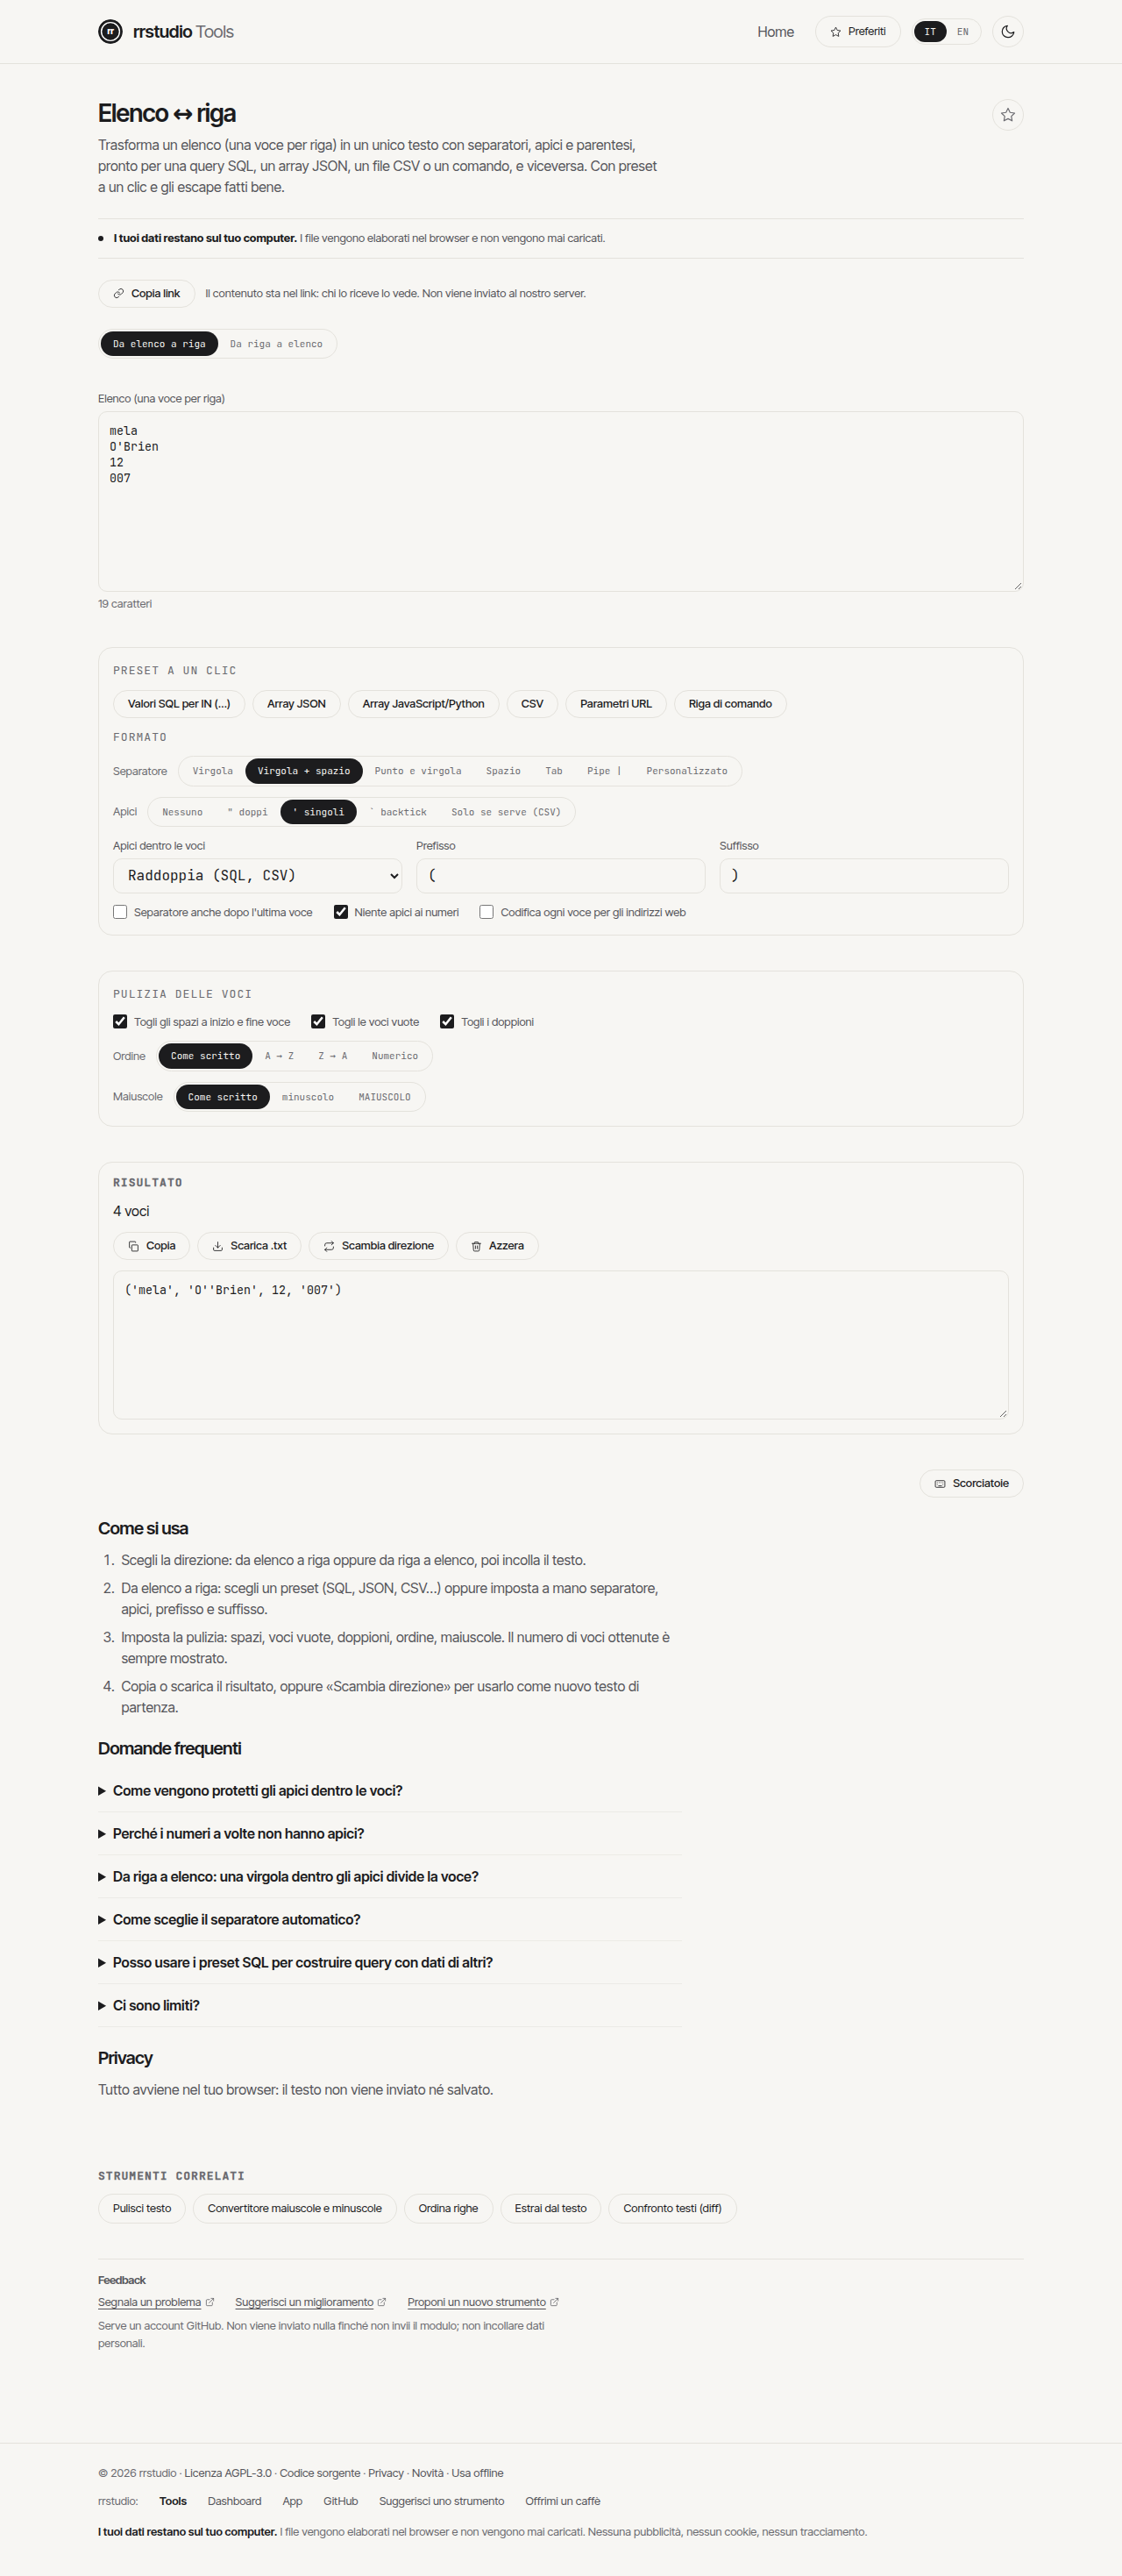 rr rrstudio Tools
Home
Preferiti
IT EN
Elenco ↔ riga
Trasforma un elenco (una voce per riga) in un unico testo con separatori, apici e parentesi,
pronto per una query SQL, un array JSON, un file CSV o un comando, e viceversa. Con preset
a un clic e gli escape fatti bene.
I tuoi dati restano sul tuo computer. I file vengono elaborati nel browser e non vengono mai caricati.
Copia link Il contenuto sta nel link: chi lo riceve lo vede. Non viene inviato al nostro server.
Da elenco a riga Da riga a elenco
Elenco (una voce per riga)
mela
O'Brien
12
007
19 caratteri
PRESET A UN CLIC
Valori SQL per IN (…) Array JSON Array JavaScript/Python CSV Parametri URL Riga di comando
FORMATO
Separatore Virgola Virgola + spazio Punto e virgola Spazio Tab Pipe | Personalizzato
Apici Nessuno " doppi ' singoli ` backtick Solo se serve (CSV)
Apici dentro le voci Prefisso Suffisso
Raddoppia (SQL, CSV) ( )
Separatore anche dopo l'ultima voce Niente apici ai numeri Codifica ogni voce per gli indirizzi web
PULIZIA DELLE VOCI
Togli gli spazi a inizio e fine voce Togli le voci vuote Togli i doppioni
Ordine Come scritto A → Z Z → A Numerico
Maiuscole Come scritto minuscolo MAIUSCOLO
RISULTATO
4 voci
Copia Scarica .txt Scambia direzione Azzera
('mela', 'O''Brien', 12, '007')
Scorciatoie
Come si usa
1. Scegli la direzione: da elenco a riga oppure da riga a elenco, poi incolla il testo.
2. Da elenco a riga: scegli un preset (SQL, JSON, CSV…) oppure imposta a mano separatore,
apici, prefisso e suffisso.
3. Imposta la pulizia: spazi, voci vuote, doppioni, ordine, maiuscole. Il numero di voci ottenute è
sempre mostrato.
4. Copia o scarica il risultato, oppure «Scambia direzione» per usarlo come nuovo testo di
partenza.
Domande frequenti
Come vengono protetti gli apici dentro le voci?
Perché i numeri a volte non hanno apici?
Da riga a elenco: una virgola dentro gli apici divide la voce?
Come sceglie il separatore automatico?
Posso usare i preset SQL per costruire query con dati di altri?
Ci sono limiti?
Privacy
Tutto avviene nel tuo browser: il testo non viene inviato né salvato.
STRUMENTI CORRELATI
Pulisci testo Convertitore maiuscole e minuscole Ordina righe Estrai dal testo Confronto testi (diff)
Feedback
Segnala un problema Suggerisci un miglioramento Proponi un nuovo strumento
Serve un account GitHub. Non viene inviato nulla finché non invii il modulo; non incollare dati
personali.
© 2026 rrstudio · Licenza AGPL-3.0 · Codice sorgente · Privacy · Novità · Usa offline
rrstudio: Tools Dashboard App GitHub Suggerisci uno strumento Offrimi un caffè
I tuoi dati restano sul tuo computer. I file vengono elaborati nel browser e non vengono mai caricati. Nessuna pubblicità, nessun cookie, nessun tracciamento.